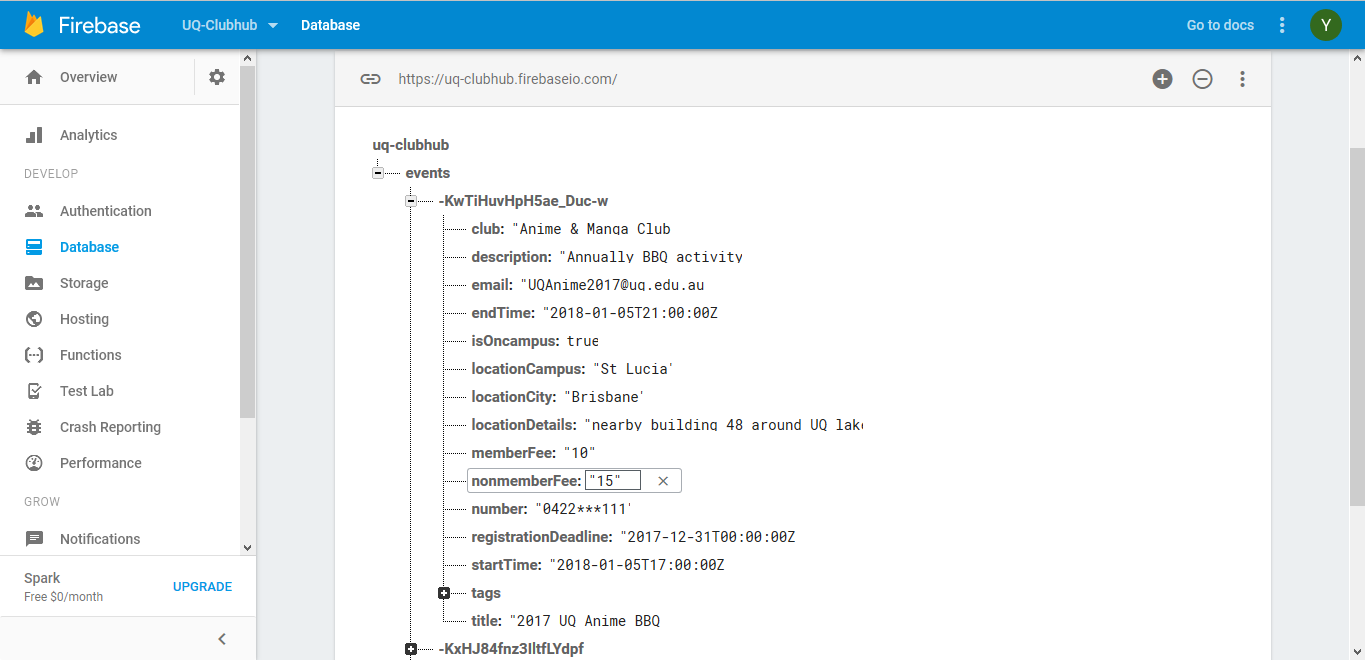 Firebase UQ-Clubhub Database Go to docs Y
Overview
Analytics
DEVELOP
Authentication
Database
Storage
Hosting
Functions
Test Lab
Crash Reporting
Performance
GROW
Notifications
Spark
Free $0/month
UPGRADE
https://uq-clubhub.firebaseio.com/
uq-clubhub
events
-KwTiHuvHpH5ae_Duc-w
club: "Anime & Manga Club
description: "Annually BBQ activity
email: "UQAnime2017@uq.edu.au
endTime: "2018-01-05T21:00:00Z
isOncampus: true
locationCampus: "St Lucia'
locationCity: "Brisbane'
locationDetails: "nearby building 48 around UQ lake
memberFee: "10"
nonmemberFee: "15" ×
number: "0422***111'
registrationDeadline: "2017-12-31T00:00:00Z
startTime: "2018-01-05T17:00:00Z
tags
title: "2017 UQ Anime BBQ
-KxHJ84fnz3IltfLYdpf